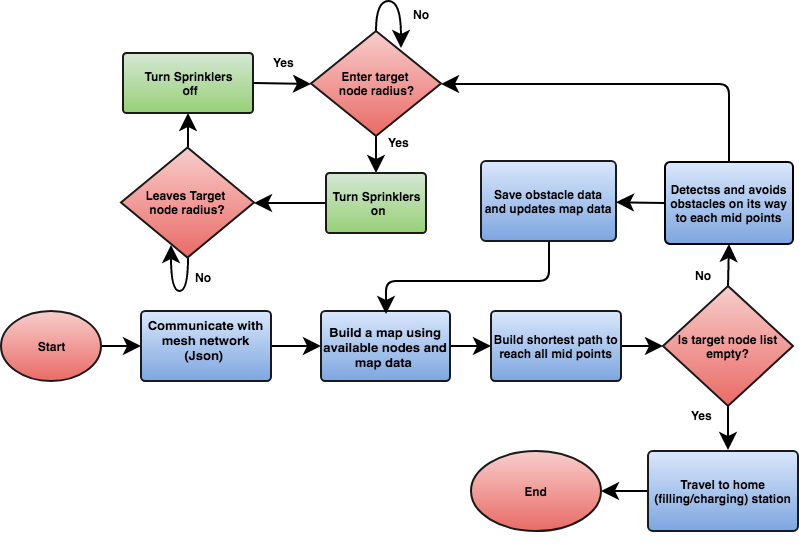 No
Yes
Turn Sprinklers
off
Enter target
node radius?
Yes
Leaves Target
node radius?
Turn Sprinklers
on
Save obstacle data
and updates map data
Detectss and avoids
obstacles on its way
to each mid points
No
No
Start
Communicate with
mesh network
(Json)
Build a map using
available nodes and
map data
Build shortest path to
reach all mid points
Is target node list
empty?
Yes
End
Travel to home
(filling/charging) station